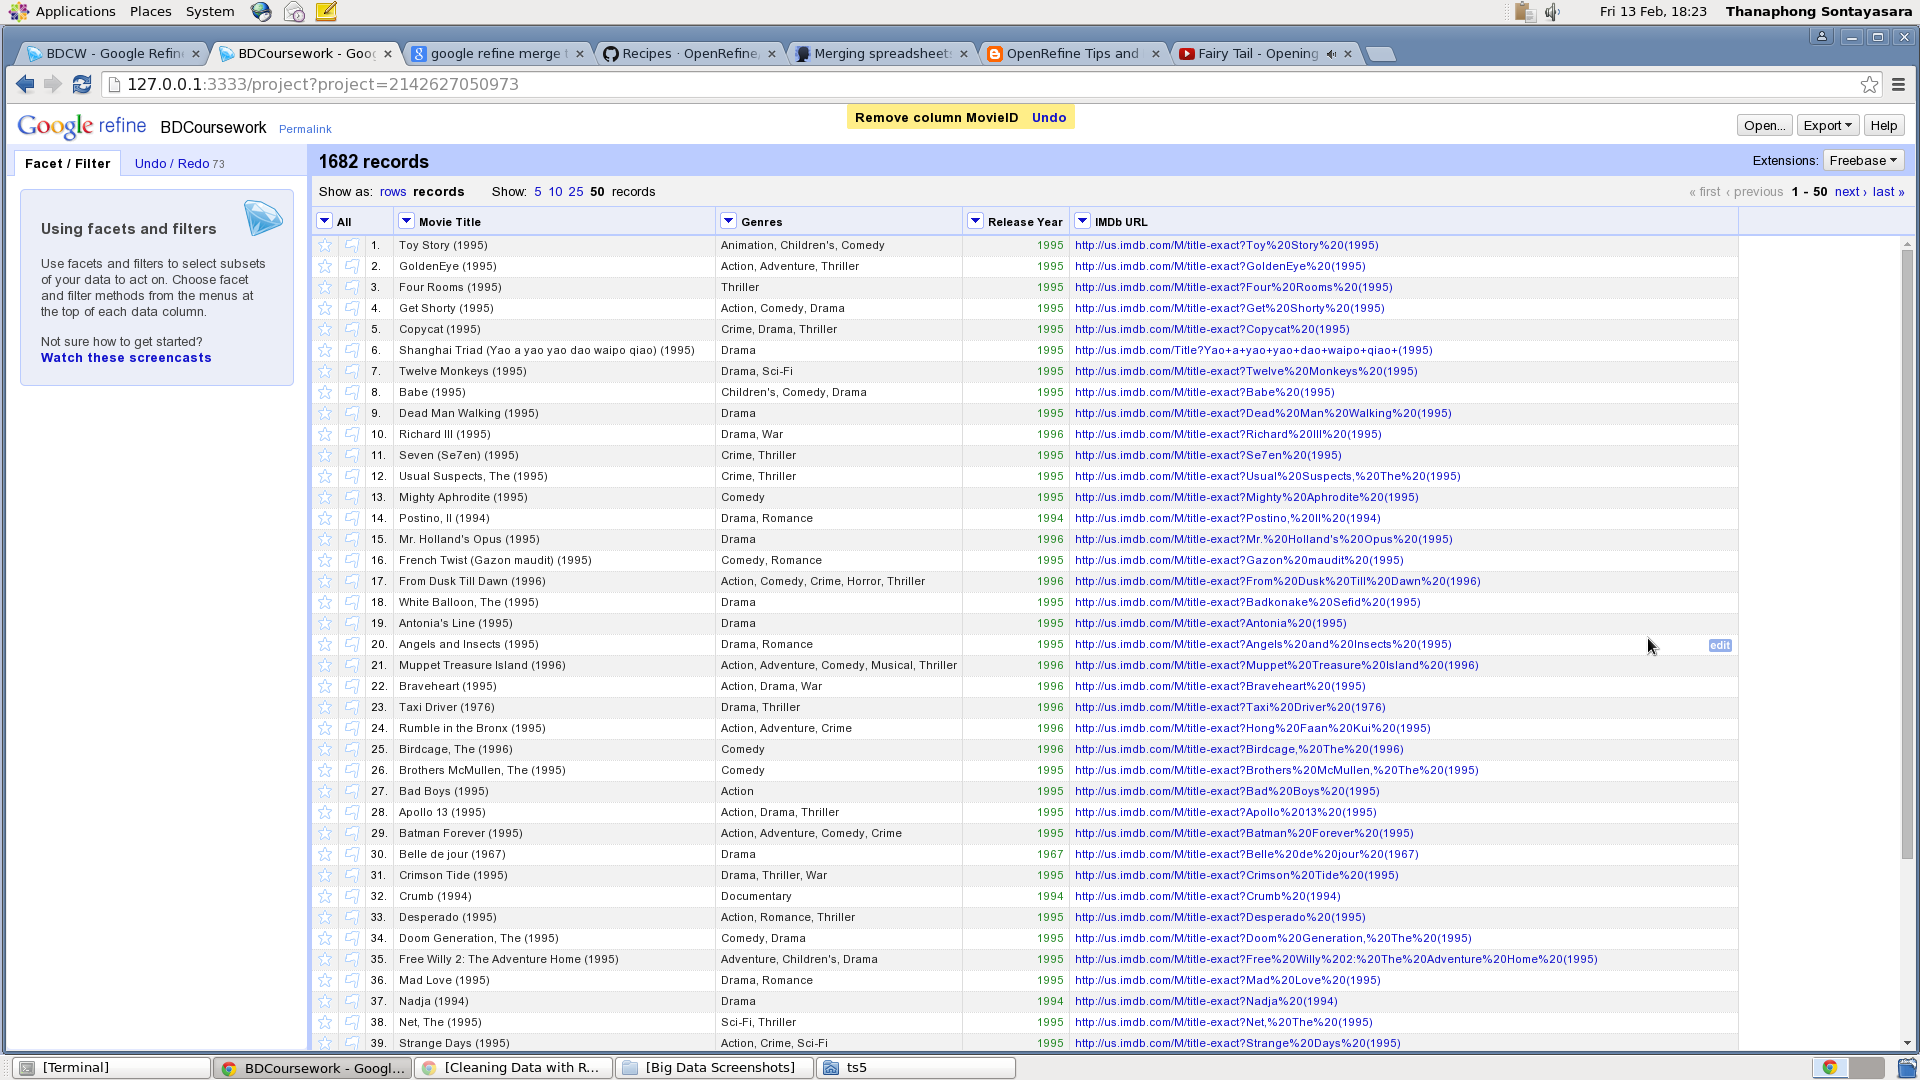 Applications Places System Fri 13 Feb, 18:23 Thanaphong Sontayasara
BDCW - Google Refin BDCoursework - Goog google refine merge t Recipes · OpenRefine, Merging spreadsheets OpenRefine Tips and Fairy Tail - Opening
127.0.0.1:3333/project?project=2142627050973
Google refine BDCoursework Permalink Remove column MovieID Undo Open... Export Help
Facet / Filter Undo / Redo 73 1682 records Extensions: Freebase
Show as: rows records Show: 5 10 25 50 records « first ‹ previous 1 - 50 next › last »
Using facets and filters
Use facets and filters to select subsets
of your data to act on. Choose facet
and filter methods from the menus at
the top of each data column.
Not sure how to get started?
Watch these screencasts
All Movie Title Genres Release Year IMDb URL
1. Toy Story (1995) Animation, Children's, Comedy 1995 http://us.imdb.com/M/title-exact?Toy%20Story%20(1995)
2. GoldenEye (1995) Action, Adventure, Thriller 1995 http://us.imdb.com/M/title-exact?GoldenEye%20(1995)
3. Four Rooms (1995) Thriller 1995 http://us.imdb.com/M/title-exact?Four%20Rooms%20(1995)
4. Get Shorty (1995) Action, Comedy, Drama 1995 http://us.imdb.com/M/title-exact?Get%20Shorty%20(1995)
5. Copycat (1995) Crime, Drama, Thriller 1995 http://us.imdb.com/M/title-exact?Copycat%20(1995)
6. Shanghai Triad (Yao a yao yao dao waipo qiao) (1995) Drama 1995 http://us.imdb.com/Title?Yao+a+yao+yao+dao+waipo+qiao+(1995)
7. Twelve Monkeys (1995) Drama, Sci-Fi 1995 http://us.imdb.com/M/title-exact?Twelve%20Monkeys%20(1995)
8. Babe (1995) Children's, Comedy, Drama 1995 http://us.imdb.com/M/title-exact?Babe%20(1995)
9. Dead Man Walking (1995) Drama 1995 http://us.imdb.com/M/title-exact?Dead%20Man%20Walking%20(1995)
10. Richard III (1995) Drama, War 1996 http://us.imdb.com/M/title-exact?Richard%20III%20(1995)
11. Seven (Se7en) (1995) Crime, Thriller 1995 http://us.imdb.com/M/title-exact?Se7en%20(1995)
12. Usual Suspects, The (1995) Crime, Thriller 1995 http://us.imdb.com/M/title-exact?Usual%20Suspects,%20The%20(1995)
13. Mighty Aphrodite (1995) Comedy 1995 http://us.imdb.com/M/title-exact?Mighty%20Aphrodite%20(1995)
14. Postino, Il (1994) Drama, Romance 1994 http://us.imdb.com/M/title-exact?Postino,%20Il%20(1994)
15. Mr. Holland's Opus (1995) Drama 1996 http://us.imdb.com/M/title-exact?Mr.%20Holland's%20Opus%20(1995)
16. French Twist (Gazon maudit) (1995) Comedy, Romance 1995 http://us.imdb.com/M/title-exact?Gazon%20maudit%20(1995)
17. From Dusk Till Dawn (1996) Action, Comedy, Crime, Horror, Thriller 1996 http://us.imdb.com/M/title-exact?From%20Dusk%20Till%20Dawn%20(1996)
18. White Balloon, The (1995) Drama 1995 http://us.imdb.com/M/title-exact?Badkonake%20Sefid%20(1995)
19. Antonia's Line (1995) Drama 1995 http://us.imdb.com/M/title-exact?Antonia%20(1995)
20. Angels and Insects (1995) Drama, Romance 1995 http://us.imdb.com/M/title-exact?Angels%20and%20Insects%20(1995) edit
21. Muppet Treasure Island (1996) Action, Adventure, Comedy, Musical, Thriller 1996 http://us.imdb.com/M/title-exact?Muppet%20Treasure%20Island%20(1996)
22. Braveheart (1995) Action, Drama, War 1996 http://us.imdb.com/M/title-exact?Braveheart%20(1995)
23. Taxi Driver (1976) Drama, Thriller 1996 http://us.imdb.com/M/title-exact?Taxi%20Driver%20(1976)
24. Rumble in the Bronx (1995) Action, Adventure, Crime 1996 http://us.imdb.com/M/title-exact?Hong%20Faan%20Kui%20(1995)
25. Birdcage, The (1996) Comedy 1996 http://us.imdb.com/M/title-exact?Birdcage,%20The%20(1996)
26. Brothers McMullen, The (1995) Comedy 1995 http://us.imdb.com/M/title-exact?Brothers%20McMullen,%20The%20(1995)
27. Bad Boys (1995) Action 1995 http://us.imdb.com/M/title-exact?Bad%20Boys%20(1995)
28. Apollo 13 (1995) Action, Drama, Thriller 1995 http://us.imdb.com/M/title-exact?Apollo%2013%20(1995)
29. Batman Forever (1995) Action, Adventure, Comedy, Crime 1995 http://us.imdb.com/M/title-exact?Batman%20Forever%20(1995)
30. Belle de jour (1967) Drama 1967 http://us.imdb.com/M/title-exact?Belle%20de%20jour%20(1967)
31. Crimson Tide (1995) Drama, Thriller, War 1995 http://us.imdb.com/M/title-exact?Crimson%20Tide%20(1995)
32. Crumb (1994) Documentary 1994 http://us.imdb.com/M/title-exact?Crumb%20(1994)
33. Desperado (1995) Action, Romance, Thriller 1995 http://us.imdb.com/M/title-exact?Desperado%20(1995)
34. Doom Generation, The (1995) Comedy, Drama 1995 http://us.imdb.com/M/title-exact?Doom%20Generation,%20The%20(1995)
35. Free Willy 2: The Adventure Home (1995) Adventure, Children's, Drama 1995 http://us.imdb.com/M/title-exact?Free%20Willy%202:%20The%20Adventure%20Home%20(1995)
36. Mad Love (1995) Drama, Romance 1995 http://us.imdb.com/M/title-exact?Mad%20Love%20(1995)
37. Nadja (1994) Drama 1994 http://us.imdb.com/M/title-exact?Nadja%20(1994)
38. Net, The (1995) Sci-Fi, Thriller 1995 http://us.imdb.com/M/title-exact?Net,%20The%20(1995)
39. Strange Days (1995) Action, Crime, Sci-Fi 1995 http://us.imdb.com/M/title-exact?Strange%20Days%20(1995)
[Terminal] BDCoursework - Googl... [Cleaning Data with R... [Big Data Screenshots] ts5